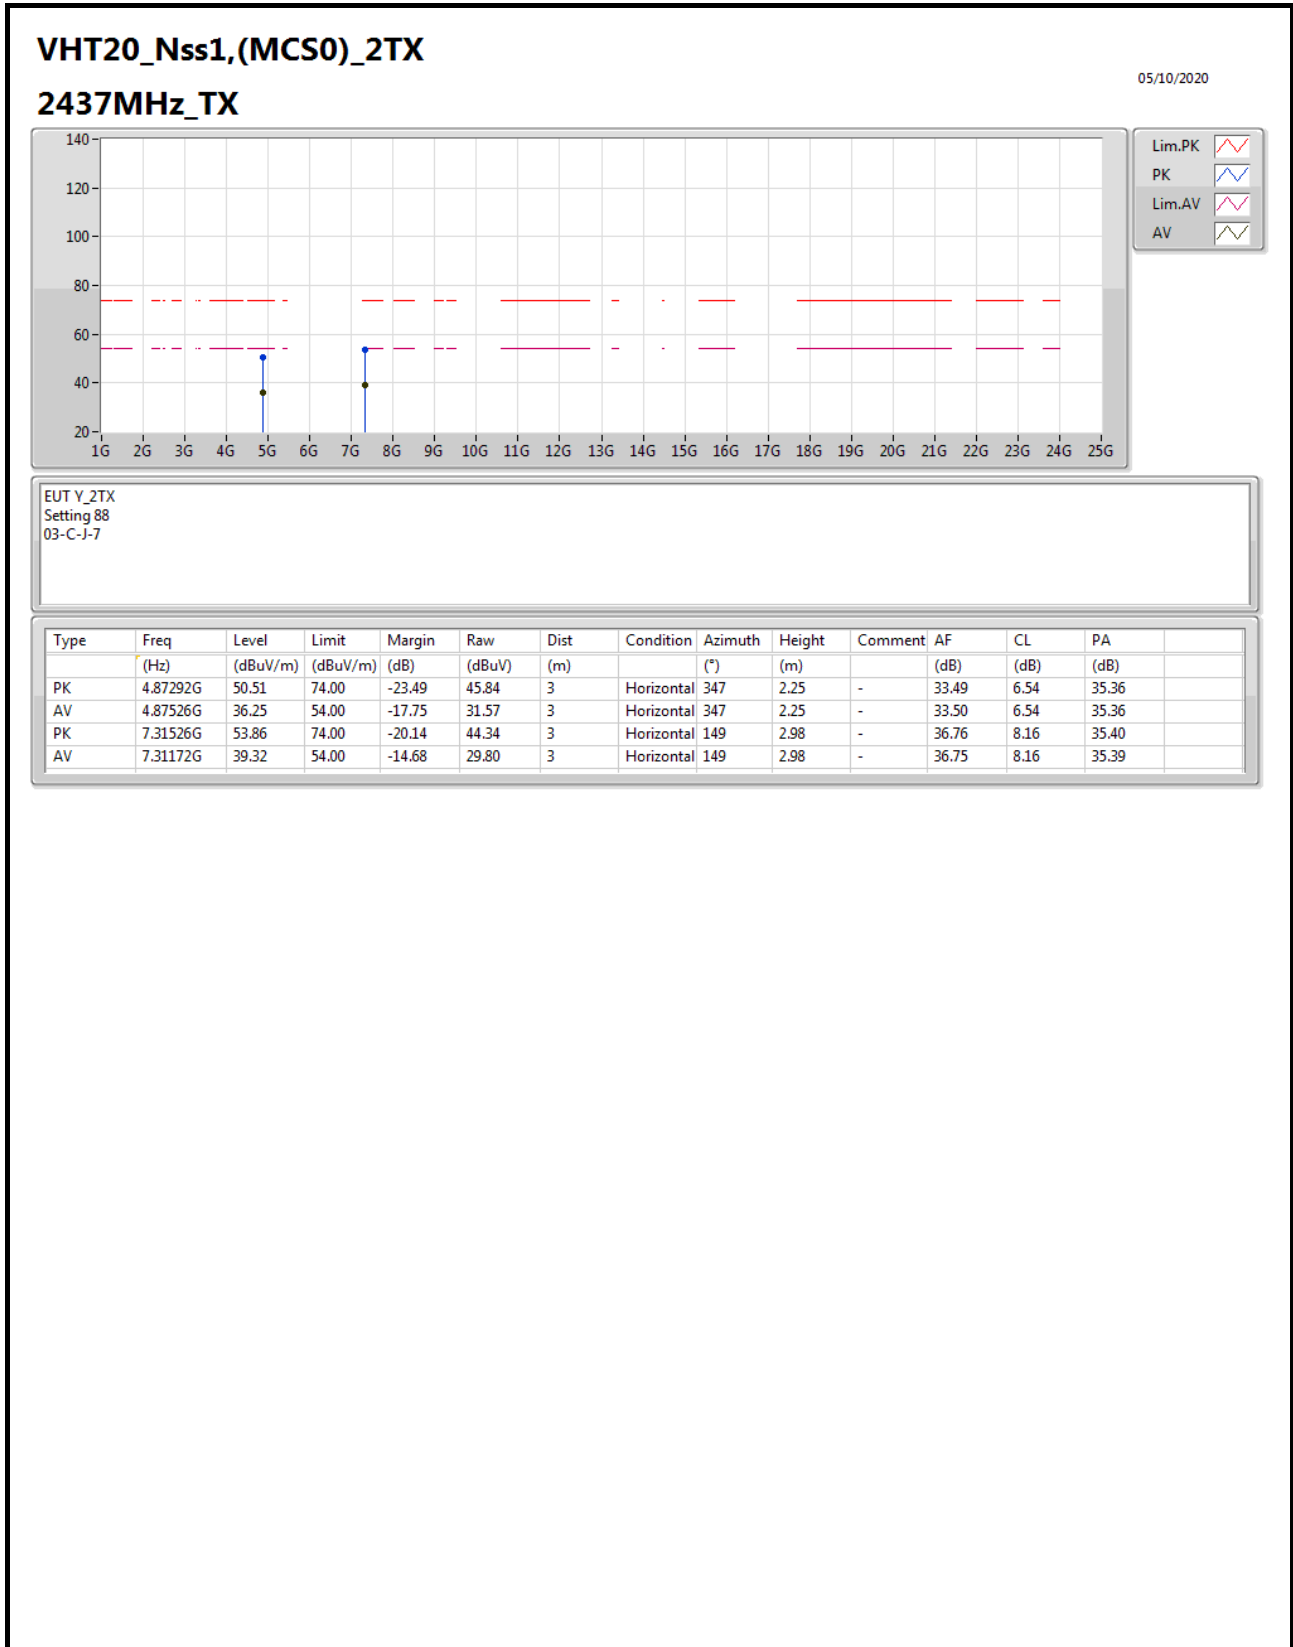 VHT20_Nss1,(MCS0)_2TX
05/10/2020
2437MHz_TX
140
120
100
80
60
40
20
1G 2G 3G 4G 5G 6G 7G 8G 9G 10G 11G 12G 13G 14G 15G 16G 17G 18G 19G 20G 21G 22G 23G 24G 25G
Lim.PK
PK
Lim.AV
AV
EUT Y_2TX
Setting 88
03-C-J-7
Type Freq Level Limit Margin Raw Dist Condition Azimuth Height Comment AF CL PA
(Hz) (dBuV/m) (dBuV/m) (dB) (dBuV) (m) (°) (m) (dB) (dB) (dB)
PK 4.87292G 50.51 74.00 -23.49 45.84 3 Horizontal 347 2.25 - 33.49 6.54 35.36
AV 4.87526G 36.25 54.00 -17.75 31.57 3 Horizontal 347 2.25 - 33.50 6.54 35.36
PK 7.31526G 53.86 74.00 -20.14 44.34 3 Horizontal 149 2.98 - 36.76 8.16 35.40
AV 7.31172G 39.32 54.00 -14.68 29.80 3 Horizontal 149 2.98 - 36.75 8.16 35.39